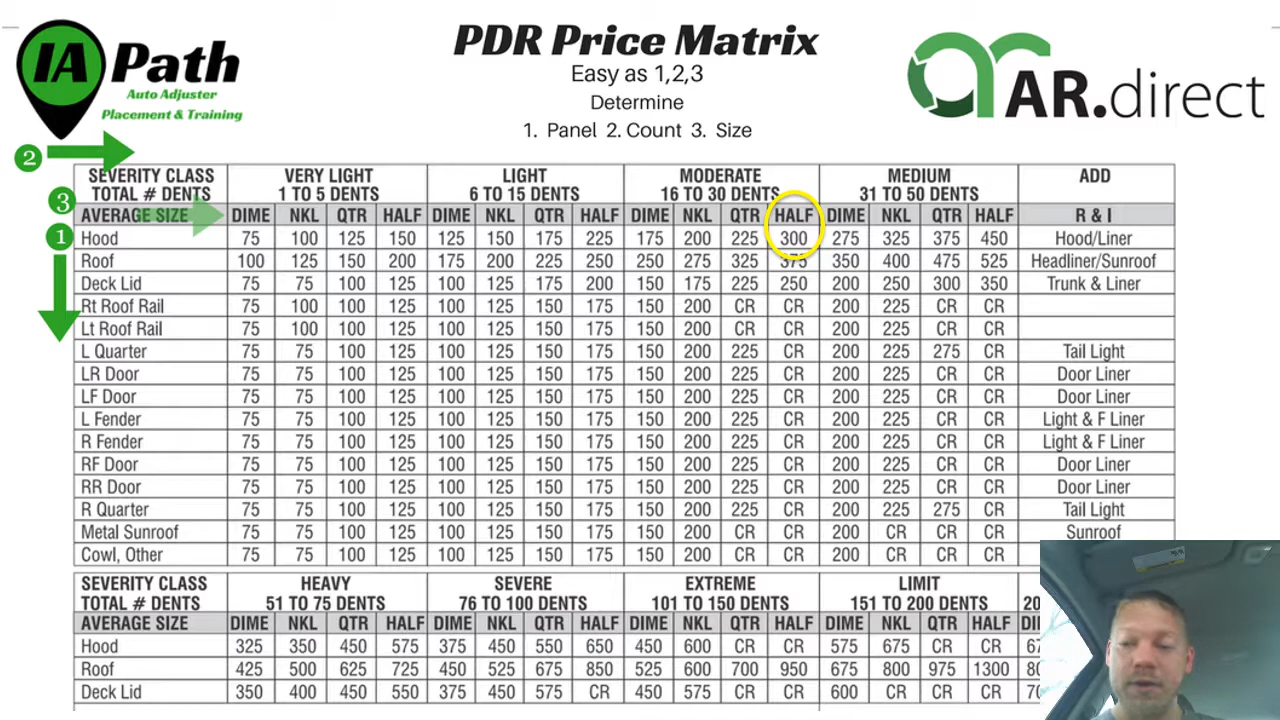 IA Path
Auto Adjuster
Placement & Training
PDR Price Matrix
Easy as 1,2,3
Determine
1. Panel 2. Count 3. Size
AR.direct
2
3
1
SEVERITY CLASS VERY LIGHT LIGHT MODERATE MEDIUM ADD
TOTAL # DENTS 1 TO 5 DENTS 6 TO 15 DENTS 16 TO 30 DENTS 31 TO 50 DENTS
AVERAGE SIZE DIME NKL QTR HALF DIME NKL QTR HALF DIME NKL QTR HALF DIME NKL QTR HALF R & I
Hood 75 100 125 150 125 150 175 225 175 200 225 300 275 325 375 450 Hood/Liner
Roof 100 125 150 200 175 200 225 250 250 275 325 375 350 400 475 525 Headliner/Sunroof
Deck Lid 75 75 100 125 100 125 175 200 150 175 225 250 200 250 300 350 Trunk & Liner
Rt Roof Rail 75 100 100 125 100 125 150 175 150 200 CR CR 200 225 CR CR
Lt Roof Rail 75 100 100 125 100 125 150 175 150 200 CR CR 200 225 CR CR
L Quarter 75 75 100 125 100 125 150 175 150 200 225 CR 200 225 275 CR Tail Light
LR Door 75 75 100 125 100 125 150 175 150 200 225 CR 200 225 CR CR Door Liner
LF Door 75 75 100 125 100 125 150 175 150 200 225 CR 200 225 CR CR Door Liner
L Fender 75 75 100 125 100 125 150 175 150 200 225 CR 200 225 CR CR Light & F Liner
R Fender 75 75 100 125 100 125 150 175 150 200 225 CR 200 225 CR CR Light & F Liner
RF Door 75 75 100 125 100 125 150 175 150 200 225 CR 200 225 CR CR Door Liner
RR Door 75 75 100 125 100 125 150 175 150 200 225 CR 200 225 CR CR Door Liner
R Quarter 75 75 100 125 100 125 150 175 150 200 225 CR 200 225 275 CR Tail Light
Metal Sunroof 75 75 100 125 100 125 150 175 150 200 CR CR 200 CR CR CR Sunroof
Cowl, Other 75 75 100 125 100 125 150 175 150 200 CR CR 200 CR CR CR
SEVERITY CLASS HEAVY SEVERE EXTREME LIMIT
TOTAL # DENTS 51 TO 75 DENTS 76 TO 100 DENTS 101 TO 150 DENTS 151 TO 200 DENTS
AVERAGE SIZE DIME NKL QTR HALF DIME NKL QTR HALF DIME NKL QTR HALF DIME NKL QTR HALF
Hood 325 350 450 575 375 450 550 650 450 600 CR CR 575 675 CR CR
Roof 425 500 625 725 450 525 675 850 525 600 700 950 675 800 975 1300
Deck Lid 350 400 450 550 375 450 575 CR 450 575 CR CR 600 CR CR CR